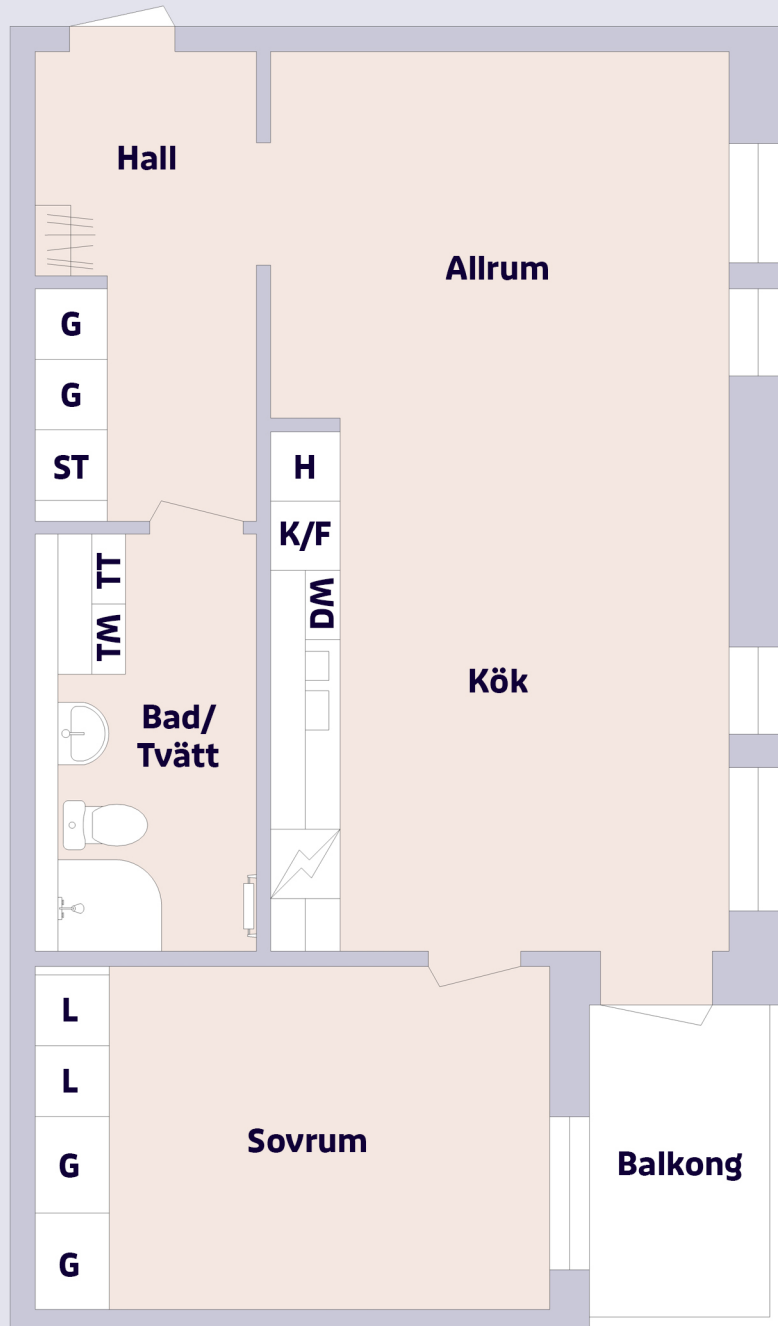 Hall
Allrum
G
G
ST
H
K/F
DM
TT
TM
Kök
Bad/
Tvätt
L
L
G
G
Sovrum
Balkong